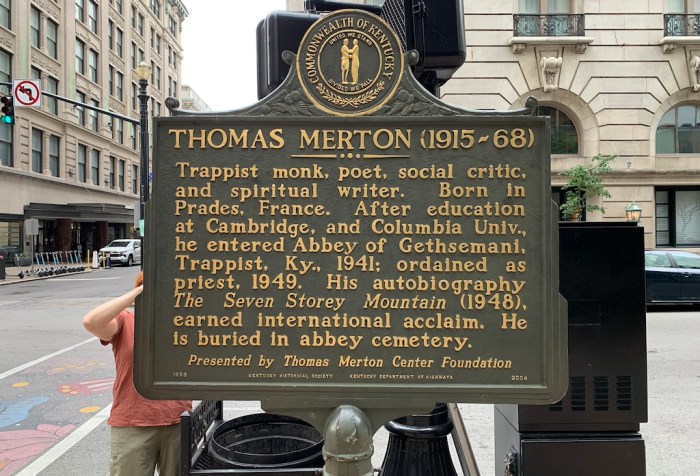 COMMONWEALTH OF KENTUCKY
UNITED WE STAND
DIVIDED WE FALL
THOMAS MERTON (1915-68)
Trappist monk, poet, social critic,
and spiritual writer. Born in
Prades, France. After education
at Cambridge, and Columbia Univ.,
he entered Abbey of Gethsemani,
Trappist, Ky., 1941; ordained as
priest, 1949. His autobiography
The Seven Storey Mountain (1948),
earned international acclaim. He
is buried in abbey cemetery.
Presented by Thomas Merton Center Foundation
KENTUCKY HISTORICAL SOCIETY KENTUCKY DEPARTMENT OF HIGHWAYS 2004